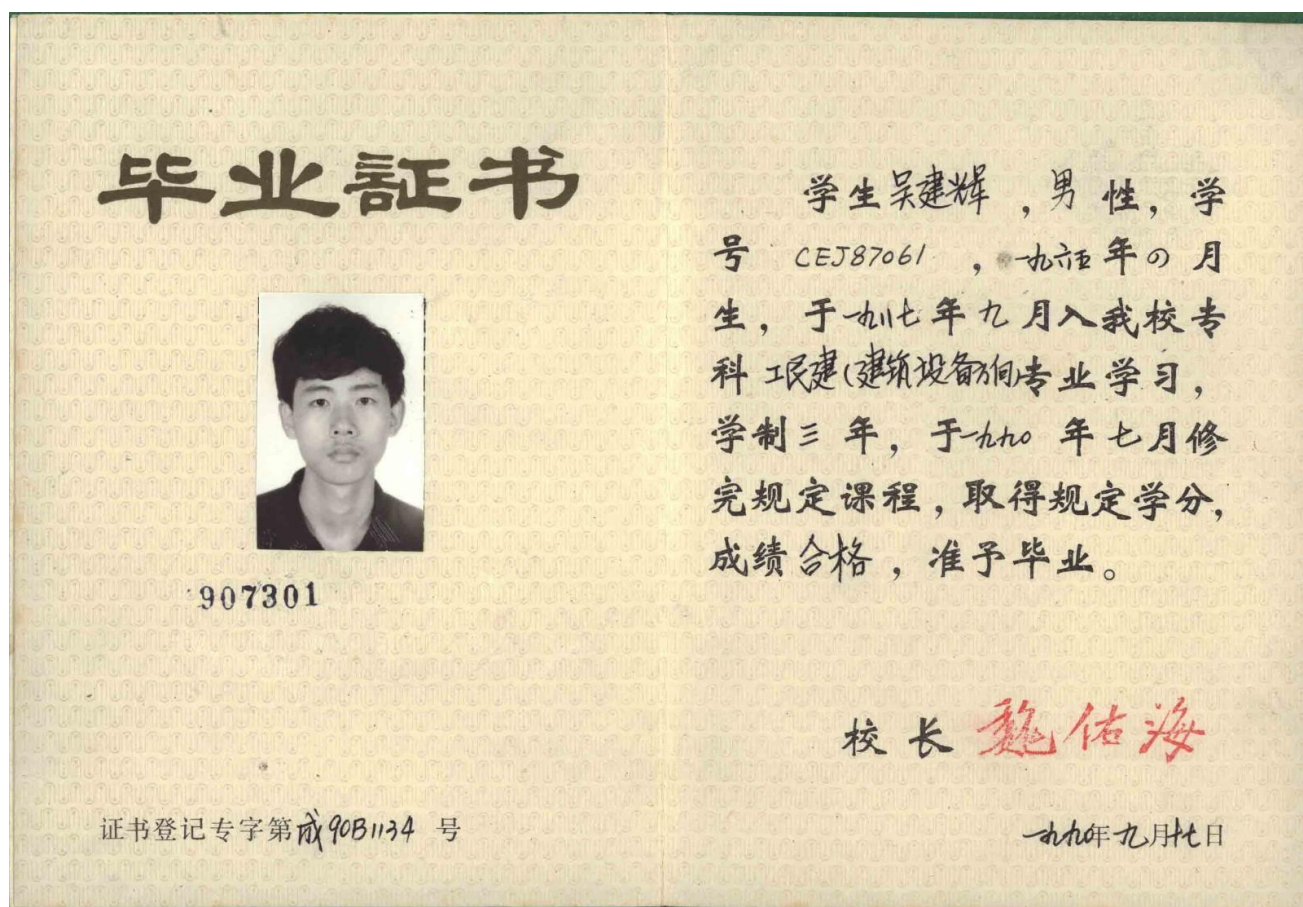 毕业証书
907301
证书登记专字第成90B1134 号
学生吴建辉，男性，学
号 CEJ87061，一九六五年四月
生，于一九八七年九月入我校专
科工民建(建筑设备方向)专业学习，
学制三年，于一九九〇年七月修
完规定课程，取得规定学分，
成绩合格，准予毕业。
校长 魏佑海
一九九〇年九月十七日